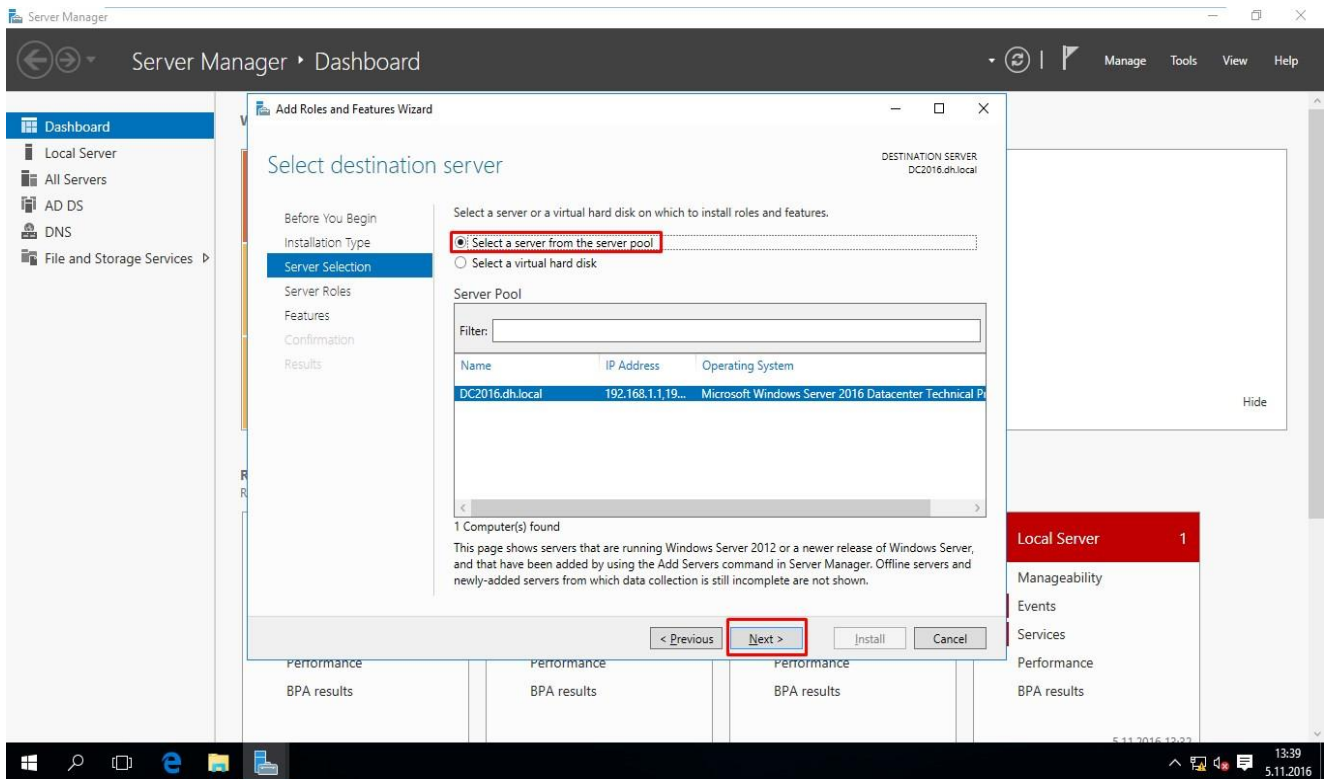 Server Manager
Server Manager • Dashboard
Manage Tools View Help
Dashboard
Local Server
All Servers
AD DS
DNS
File and Storage Services
Add Roles and Features Wizard
Select destination server
DESTINATION SERVER
DC2016.dh.local
Before You Begin
Installation Type
Server Selection
Server Roles
Features
Confirmation
Results
Select a server or a virtual hard disk on which to install roles and features.
Select a server from the server pool
Select a virtual hard disk
Server Pool
Filter:
Name IP Address Operating System
DC2016.dh.local 192.168.1.1,19... Microsoft Windows Server 2016 Datacenter Technical
1 Computer(s) found
This page shows servers that are running Windows Server 2012 or a newer release of Windows Server,
and that have been added by using the Add Servers command in Server Manager. Offline servers and
newly-added servers from which data collection is still incomplete are not shown.
< Previous Next > Install Cancel
Hide
Local Server 1
Manageability
Events
Services
Performance Performance Performance Performance
BPA results BPA results BPA results BPA results
13:39
5.11.2016